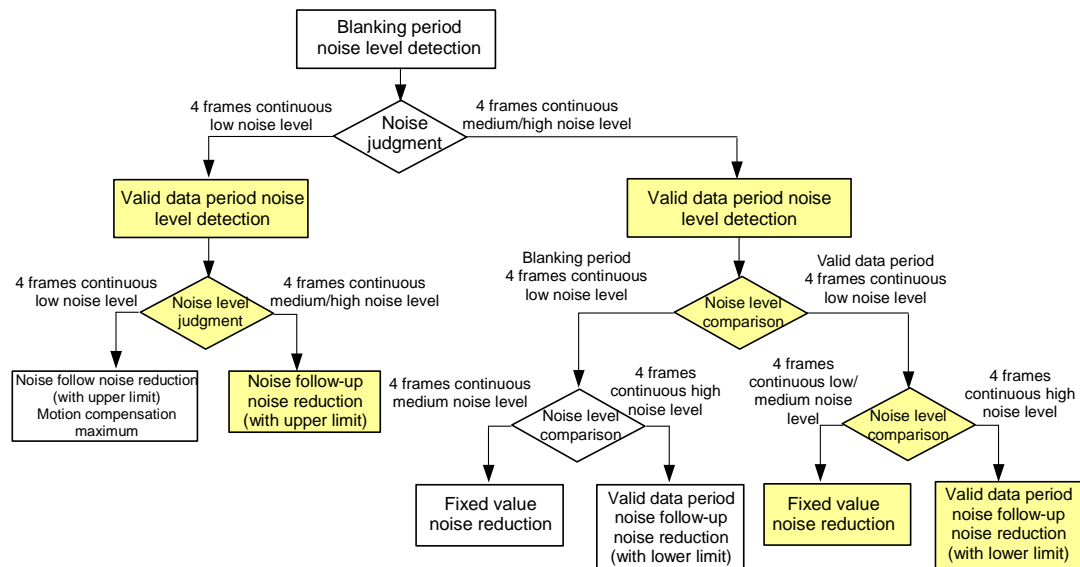 Blanking period
noise level detection
4 frames continuous
low noise level
4 frames continuous
medium/high noise level
Noise
judgment
Valid data period noise
level detection
Valid data period noise
level detection
4 frames continuous
low noise level
4 frames continuous
medium/high noise level
Noise level
judgment
Blanking period
4 frames continuous
low noise level
Valid data period
4 frames continuous
low noise level
Noise level
comparison
Noise follow noise reduction
(with upper limit)
Motion compensation
maximum
Noise follow-up
noise reduction
(with upper limit)
4 frames continuous
medium noise level
4 frames
continuous high
noise level
Noise level
comparison
4 frames
continuous low/
medium noise
level
4 frames
continuous high
noise level
Noise level
comparison
Fixed value
noise reduction
Valid data period
noise follow-up
noise reduction
(with lower limit)
Fixed value
noise reduction
Valid data period
noise follow-up
noise reduction
(with lower limit)